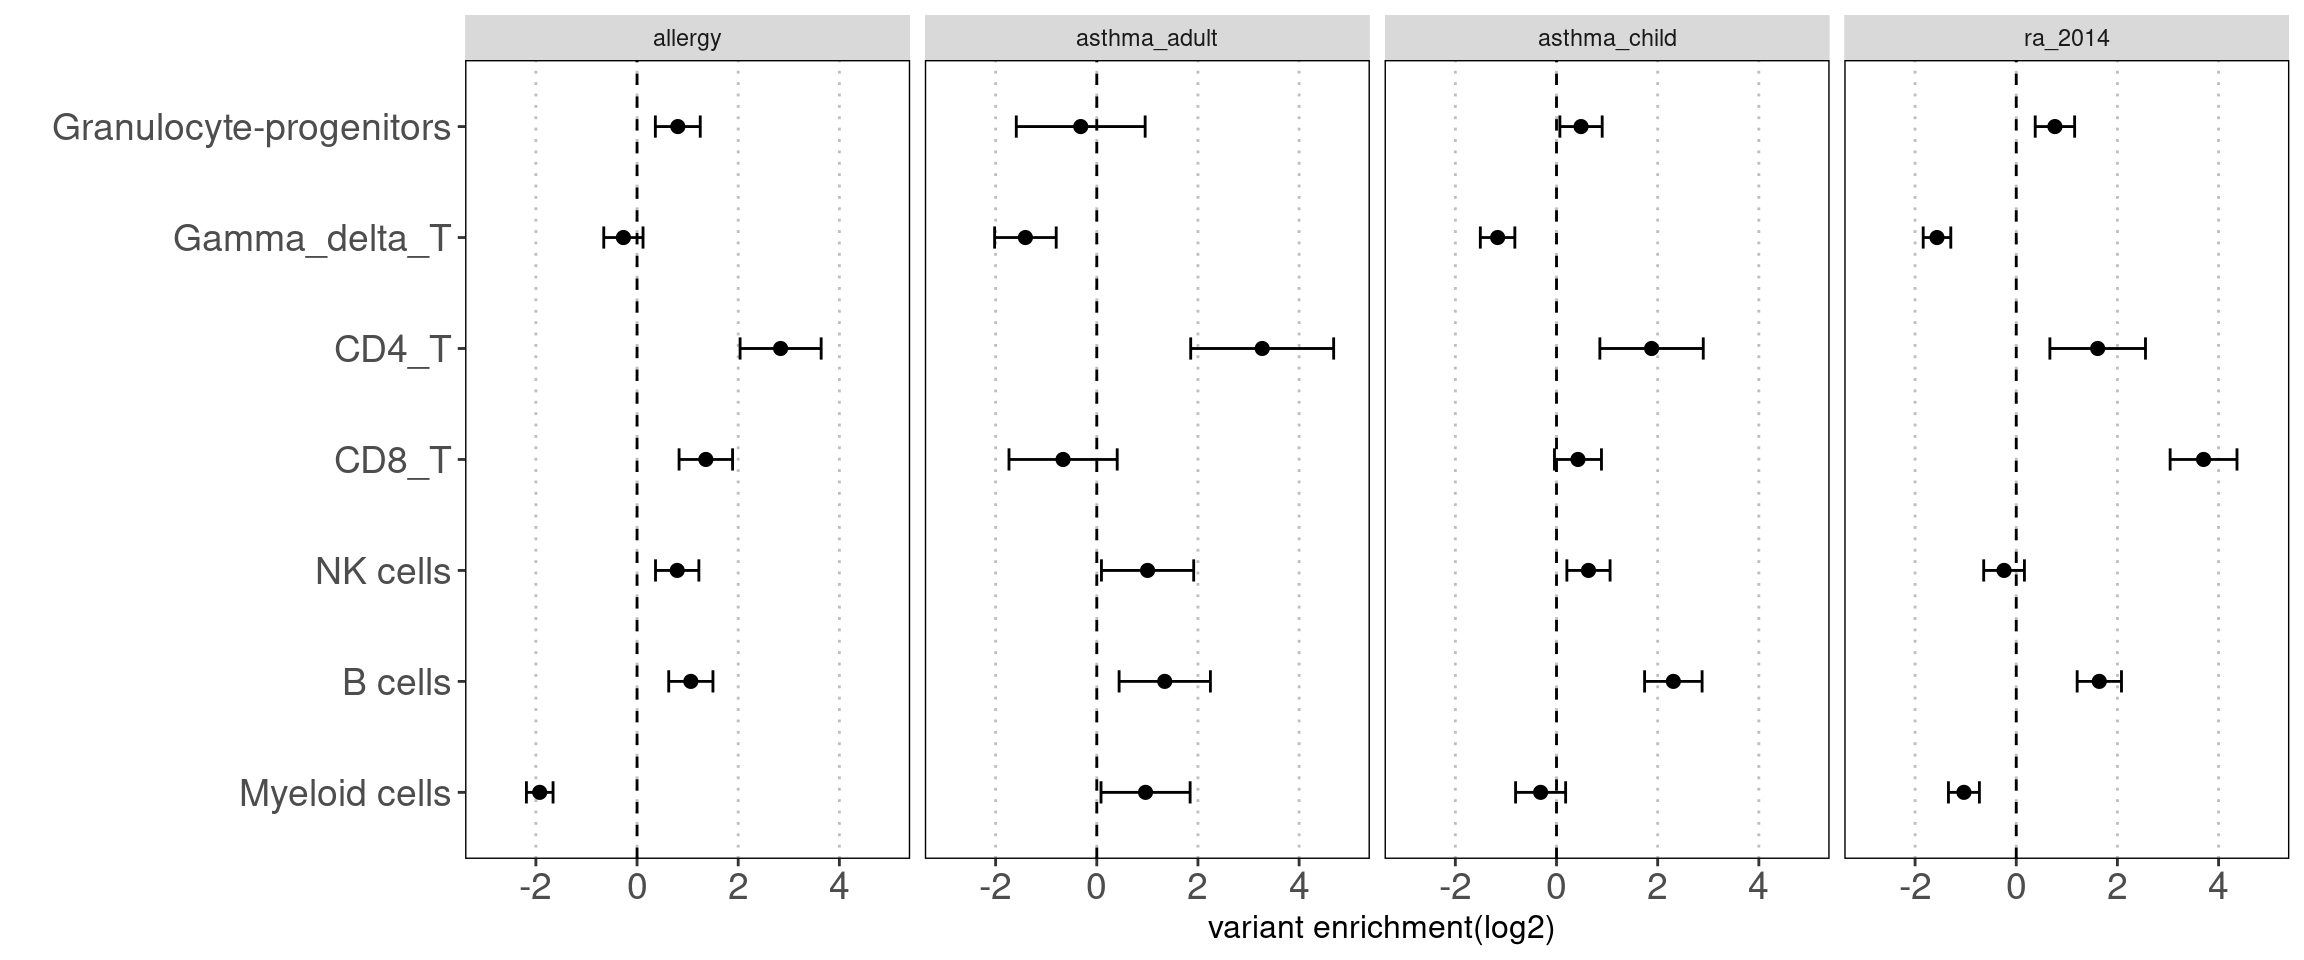 allergy asthma_adult asthma_child ra_2014
Granulocyte-progenitors
Gamma_delta_T
CD4_T
CD8_T
NK cells
B cells
Myeloid cells
-2 0 2 4 -2 0 2 4 -2 0 2 4 -2 0 2 4
variant enrichment(log2)